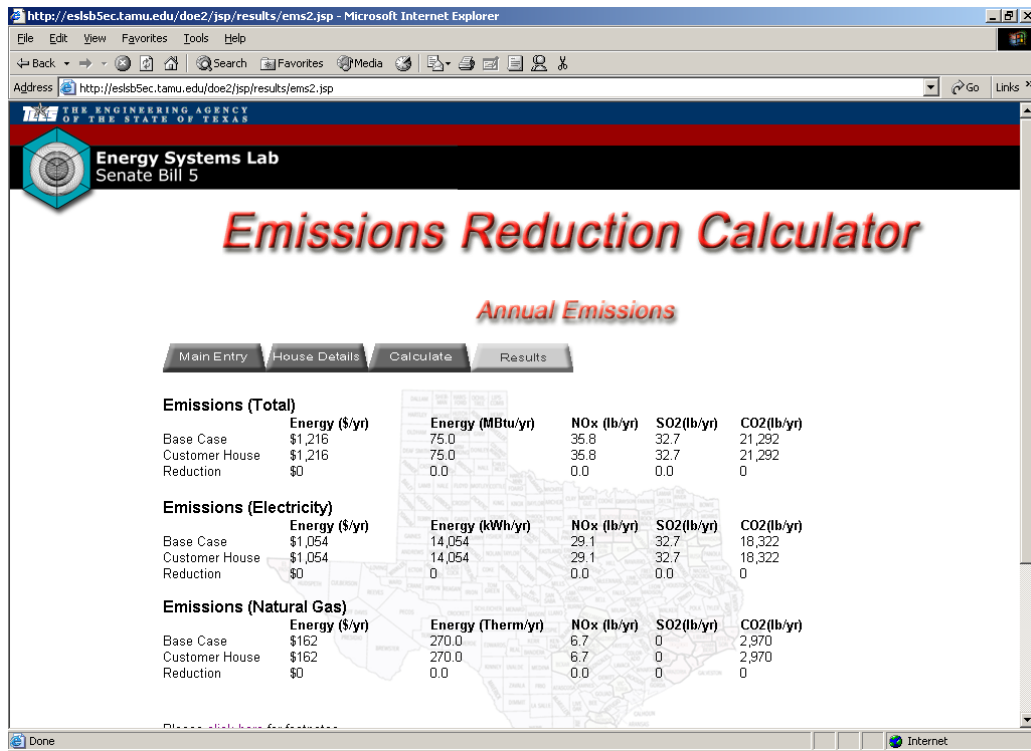 http://eslsb5ec.tamu.edu/doe2/jsp/results/ems2.jsp - Microsoft Internet Explorer
File Edit View Favorites Tools Help
Back Search Favorites Media
Address http://eslsb5ec.tamu.edu/doe2/jsp/results/ems2.jsp Go Links »
THE ENGINEERING AGENCY
OF THE STATE OF TEXAS
Energy Systems Lab
Senate Bill 5
Emissions Reduction Calculator
Annual Emissions
Main Entry House Details Calculate Results
Emissions (Total)
Energy ($/yr) Energy (MBtu/yr) NOx (lb/yr) SO2(lb/yr) CO2(lb/yr)
Base Case $1,216 75.0 35.8 32.7 21,292
Customer House $1,216 75.0 35.8 32.7 21,292
Reduction $0 0.0 0.0 0.0 0
Emissions (Electricity)
Energy ($/yr) Energy (kWh/yr) NOx (lb/yr) SO2(lb/yr) CO2(lb/yr)
Base Case $1,054 14,054 29.1 32.7 18,322
Customer House $1,054 14,054 29.1 32.7 18,322
Reduction $0 0 0.0 0.0 0
Emissions (Natural Gas)
Energy ($/yr) Energy (Therm/yr) NOx (lb/yr) SO2(lb/yr) CO2(lb/yr)
Base Case $162 270.0 6.7 0 2,970
Customer House $162 270.0 6.7 0 2,970
Reduction $0 0.0 0.0 0 0
Please click here for footnotes
Done Internet